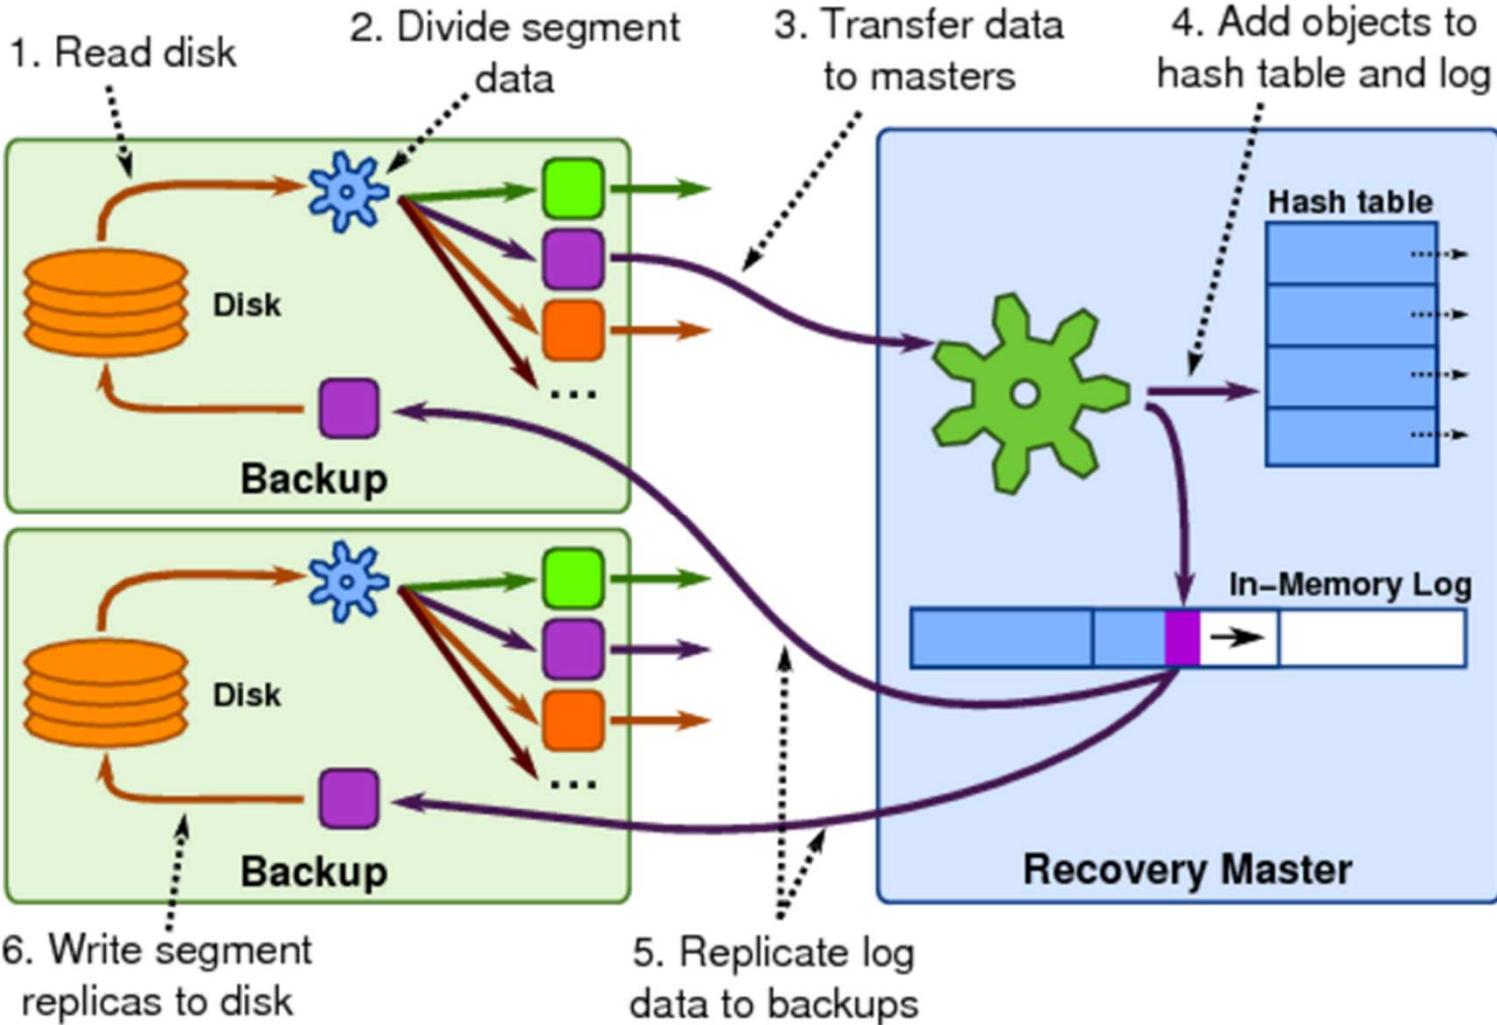 1. Read disk
2. Divide segment
data
3. Transfer data
to masters
4. Add objects to
hash table and log
Disk
...
Backup
Hash table
In-Memory Log
Recovery Master
Disk
...
Backup
6. Write segment
replicas to disk
5. Replicate log
data to backups